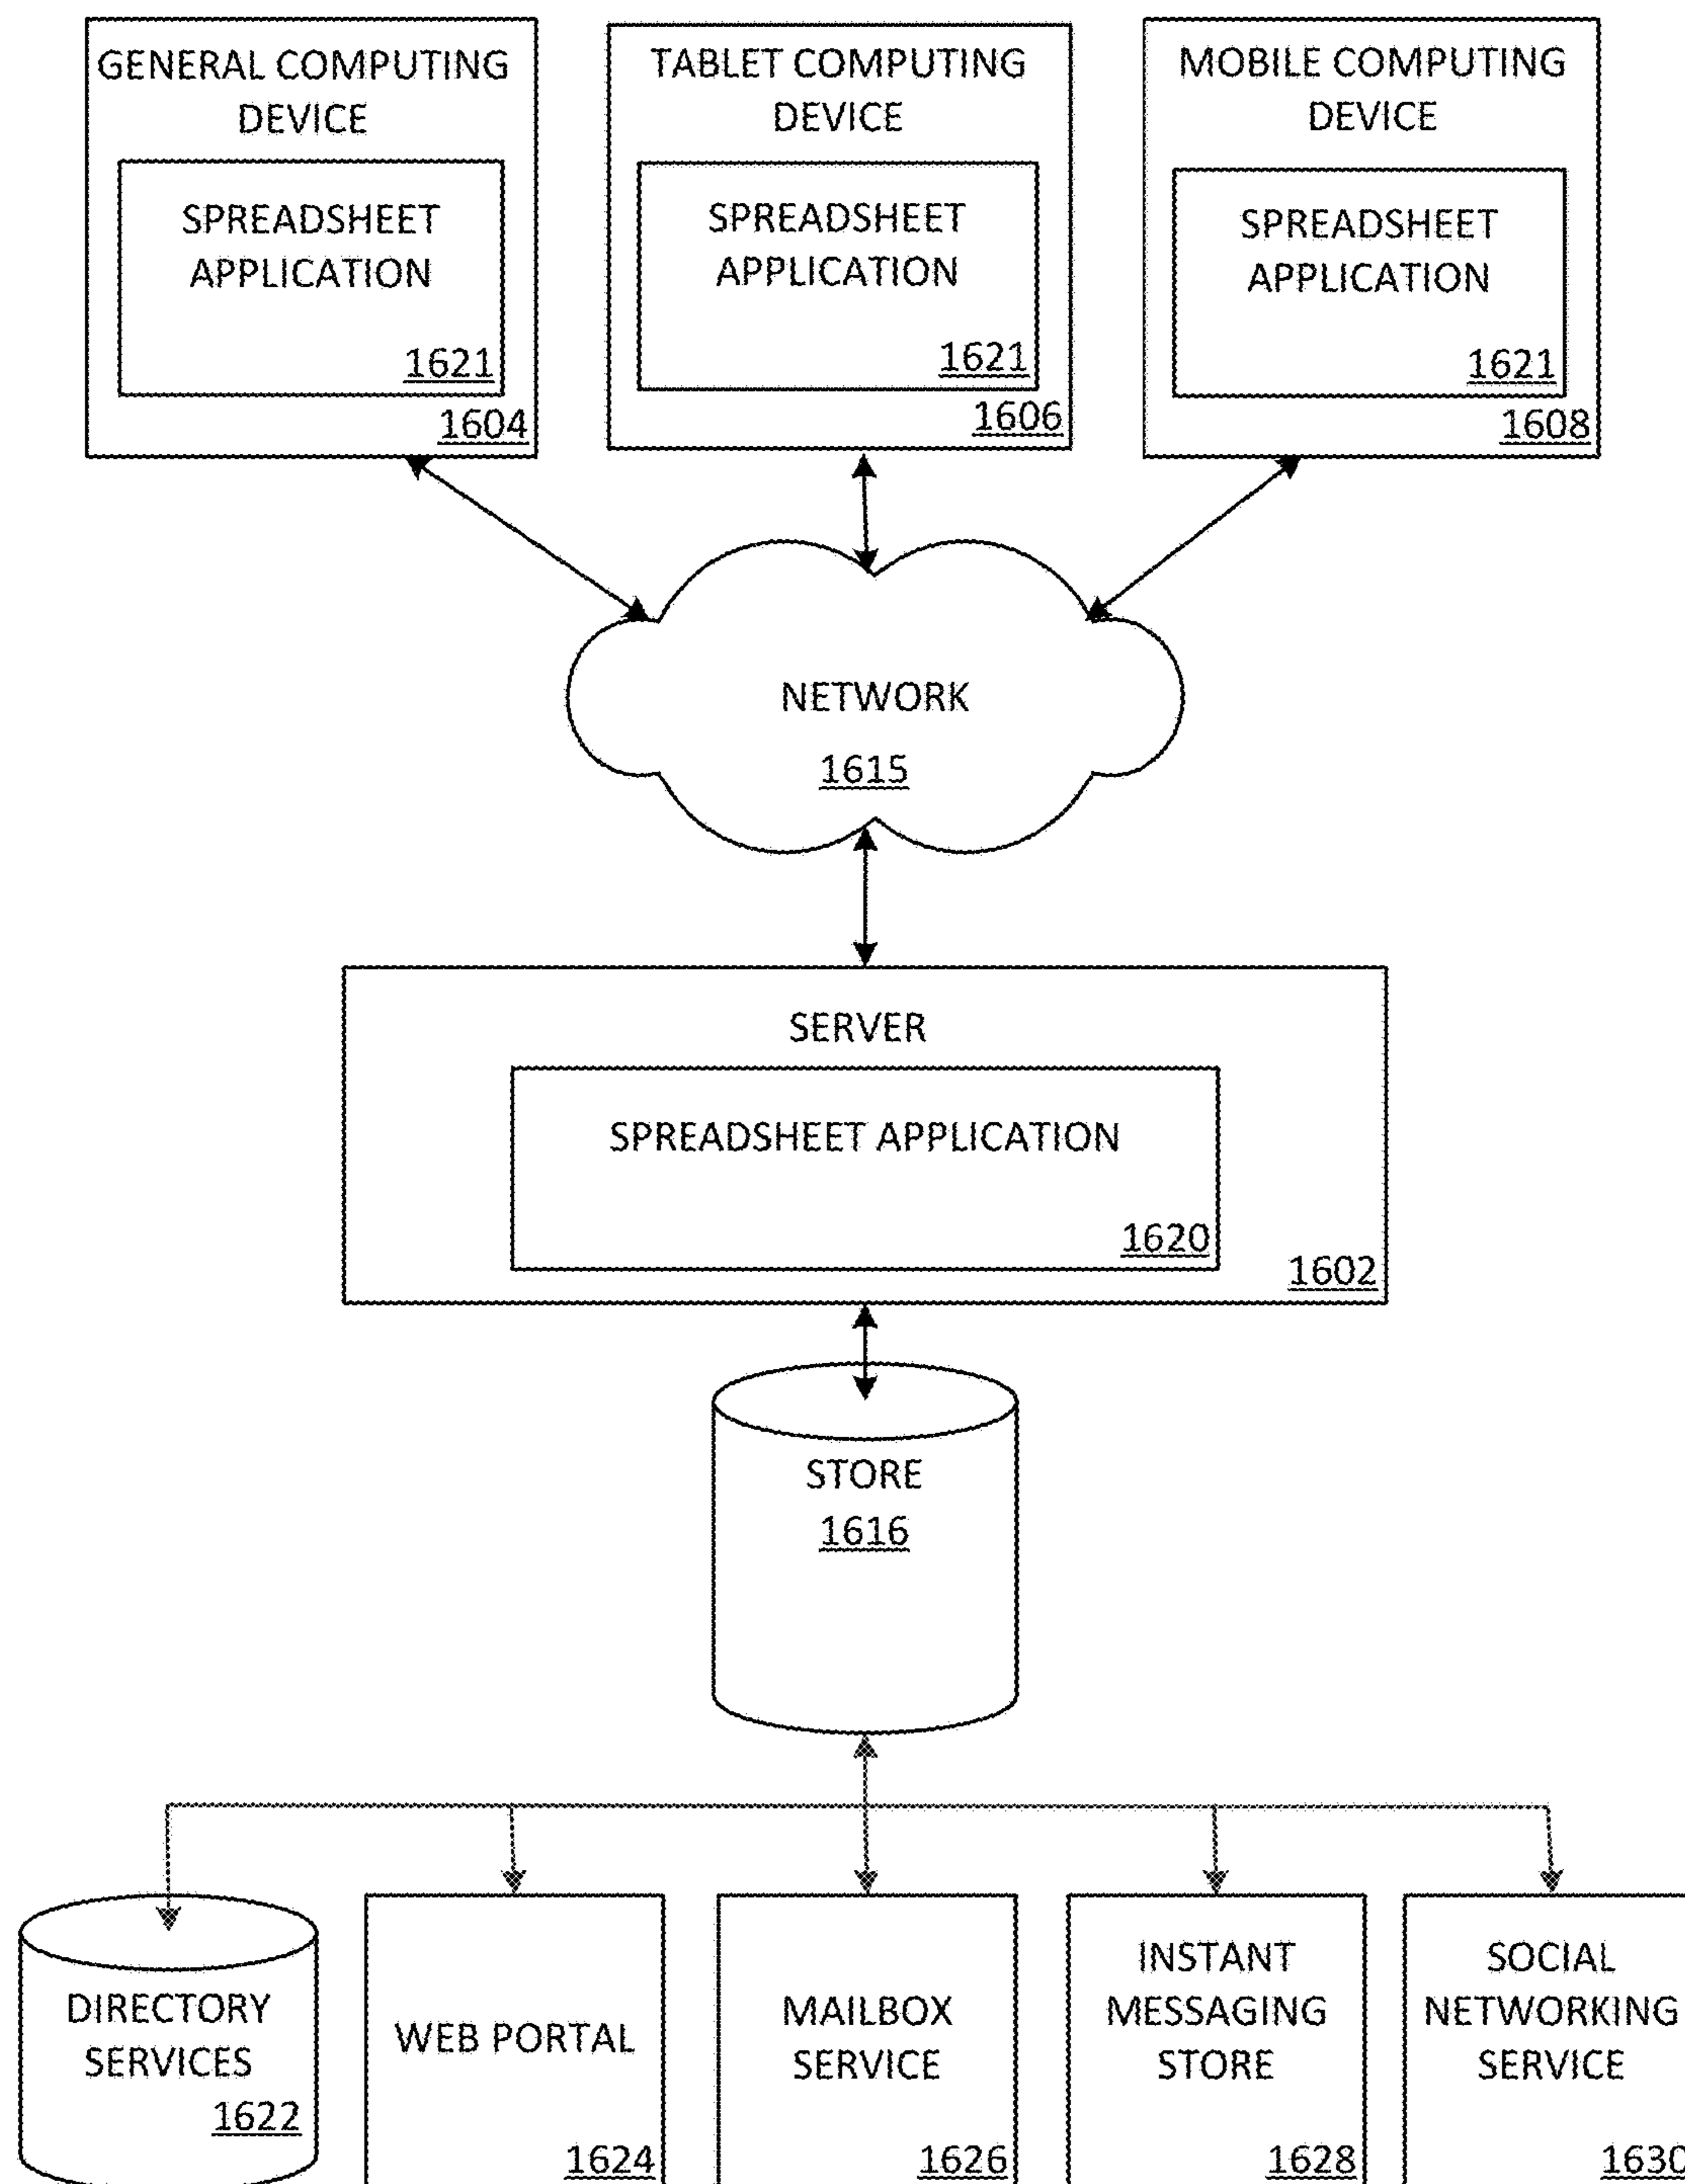 GENERAL COMPUTING
DEVICE
SPREADSHEET
APPLICATION
1621
1604
TABLET COMPUTING
DEVICE
SPREADSHEET
APPLICATION
1621
1606
MOBILE COMPUTING
DEVICE
SPREADSHEET
APPLICATION
1621
1608
NETWORK
1615
SERVER
SPREADSHEET APPLICATION
1620
1602
STORE
1616
DIRECTORY
SERVICES
1622
WEB PORTAL
1624
MAILBOX
SERVICE
1626
INSTANT
MESSAGING
STORE
1628
SOCIAL
NETWORKING
SERVICE
1630